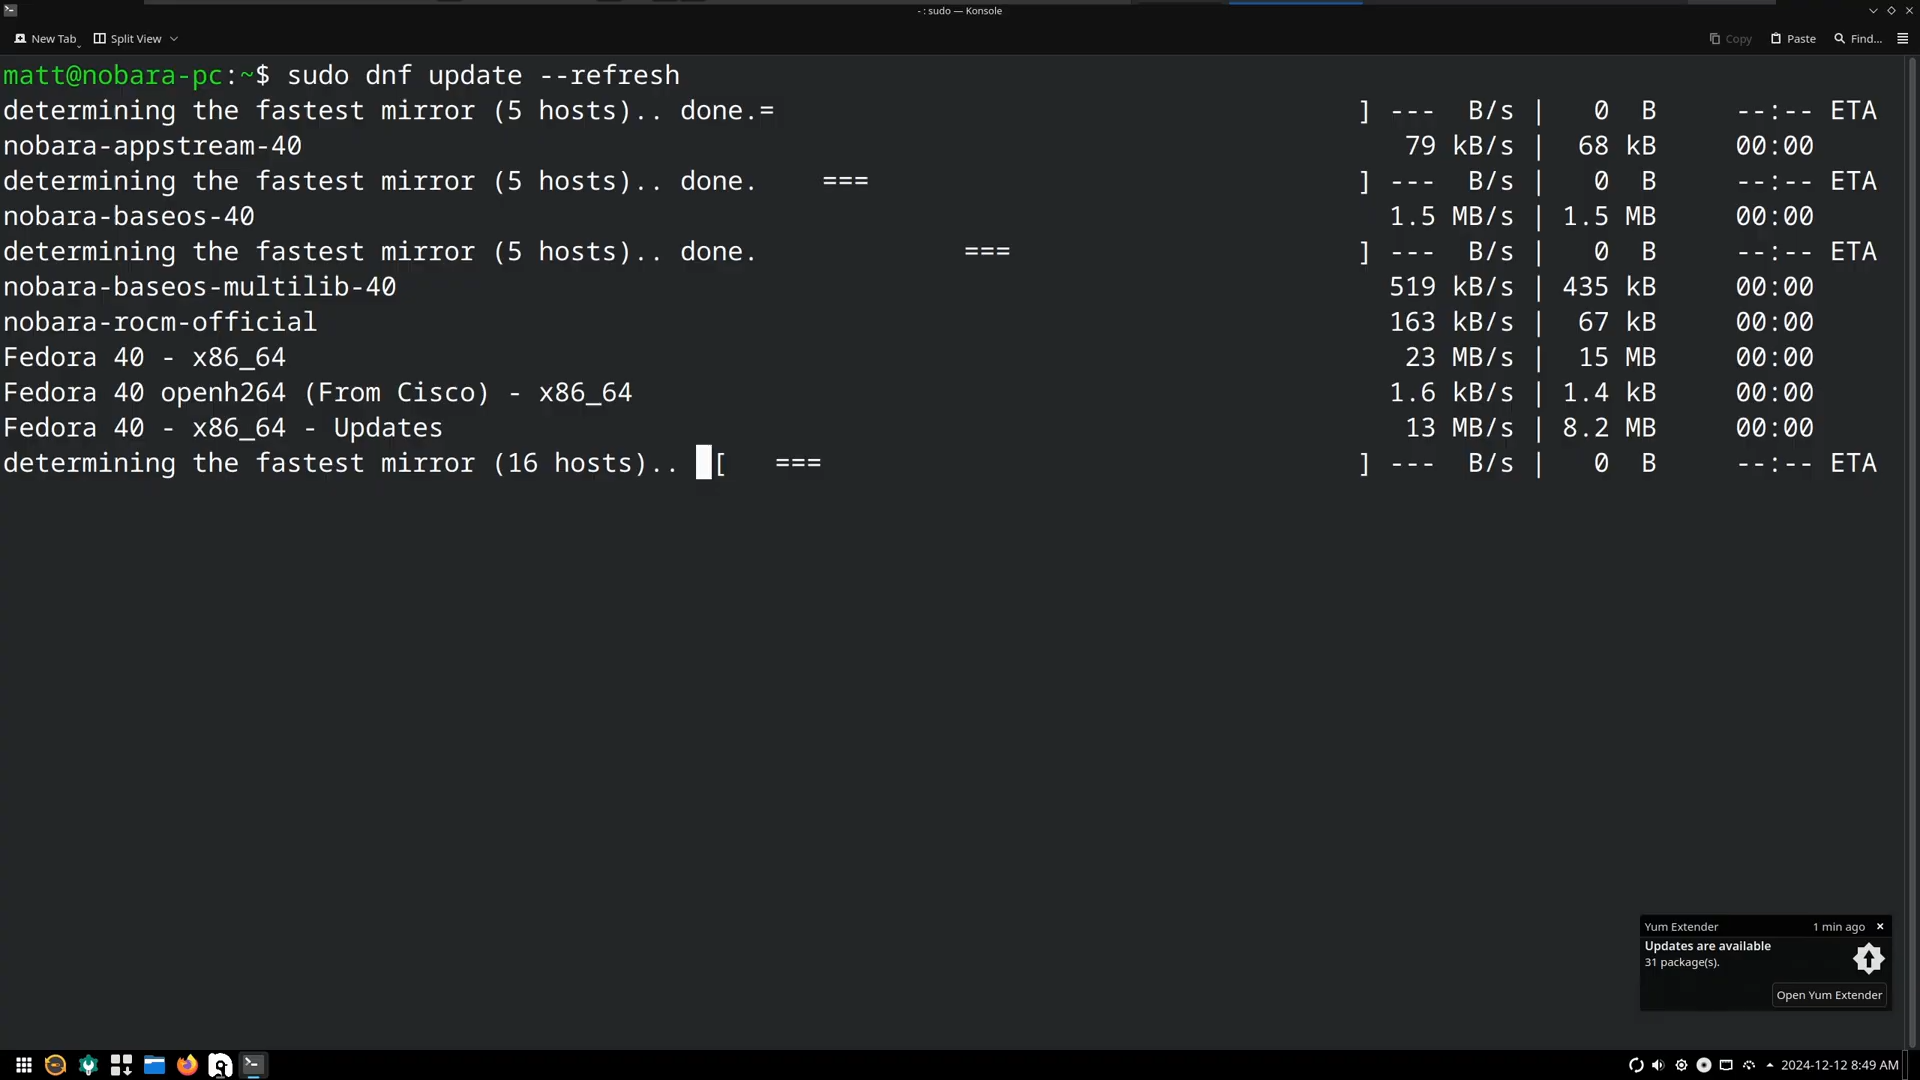 - : sudo — Konsole
New Tab Split View Copy Paste Find...
matt@nobara-pc:~$ sudo dnf update --refresh
determining the fastest mirror (5 hosts).. done.= ] --- B/s | 0 B --:-- ETA
nobara-appstream-40 79 kB/s | 68 kB 00:00
determining the fastest mirror (5 hosts).. done. === ] --- B/s | 0 B --:-- ETA
nobara-baseos-40 1.5 MB/s | 1.5 MB 00:00
determining the fastest mirror (5 hosts).. done. === ] --- B/s | 0 B --:-- ETA
nobara-baseos-multilib-40 519 kB/s | 435 kB 00:00
nobara-rocm-official 163 kB/s | 67 kB 00:00
Fedora 40 - x86_64 23 MB/s | 15 MB 00:00
Fedora 40 openh264 (From Cisco) - x86_64 1.6 kB/s | 1.4 kB 00:00
Fedora 40 - x86_64 - Updates 13 MB/s | 8.2 MB 00:00
determining the fastest mirror (16 hosts).. [ === ] --- B/s | 0 B --:-- ETA
Yum Extender 1 min ago
Updates are available
31 package(s).
Open Yum Extender
2024-12-12 8:49 AM